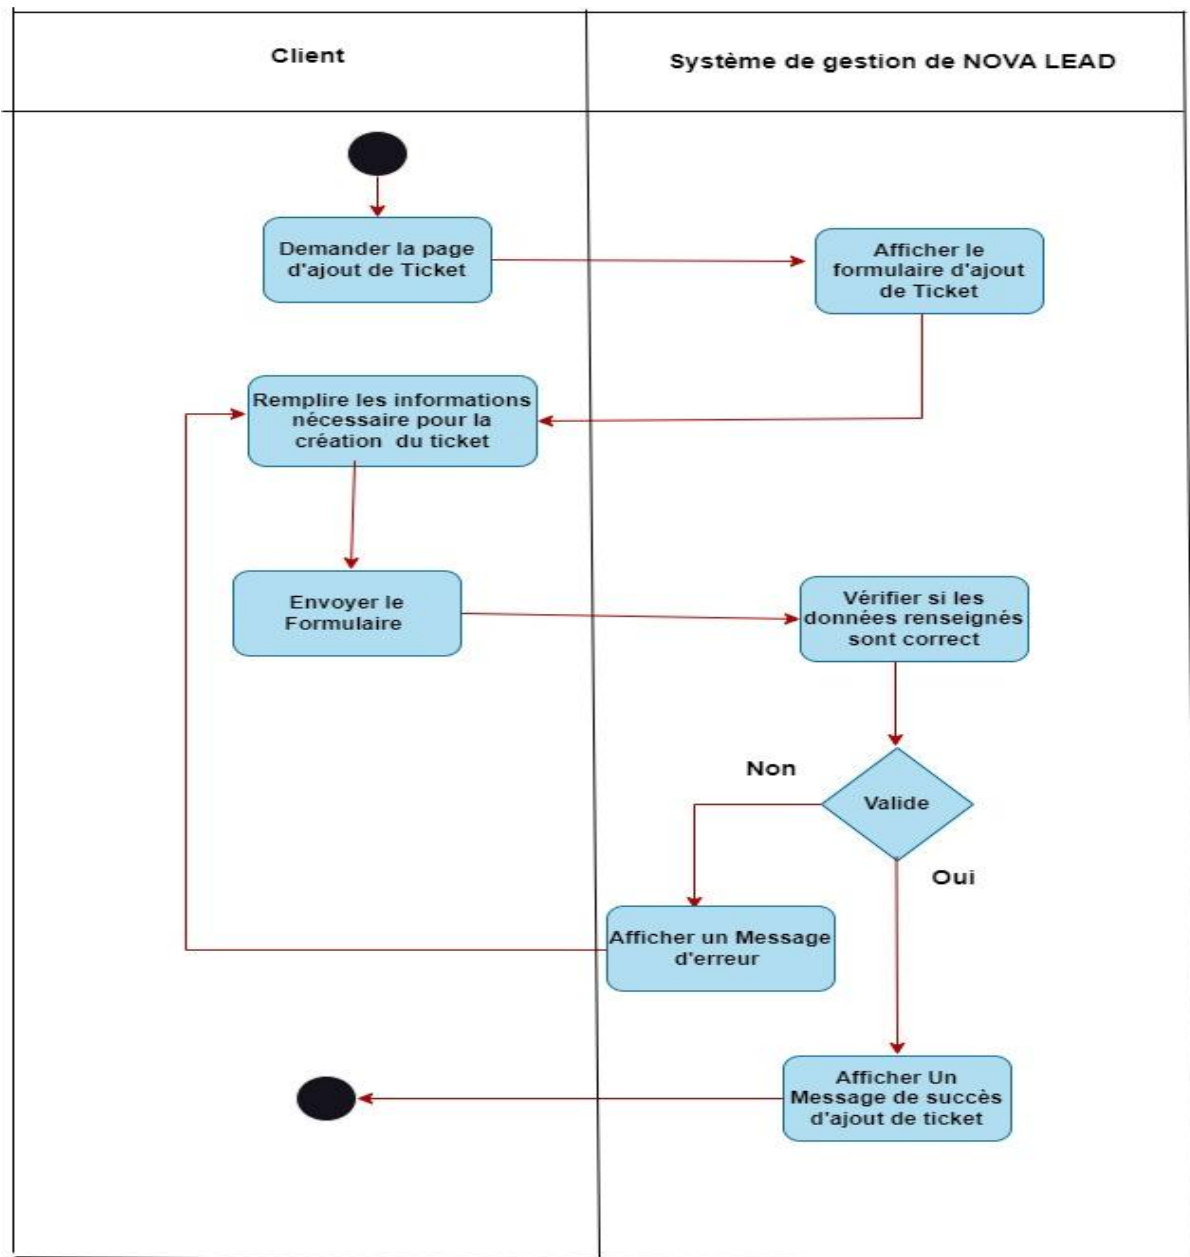 Client
Système de gestion de NOVA LEAD
Demander la page
d'ajout de Ticket
Afficher le
formulaire d'ajout
de Ticket
Remplire les informations
nécessaire pour la
création du ticket
Envoyer le
Formulaire
Vérifier si les
données renseignés
sont correct
Non
Valide
Oui
Afficher un Message
d'erreur
Afficher Un
Message de succès
d'ajout de ticket